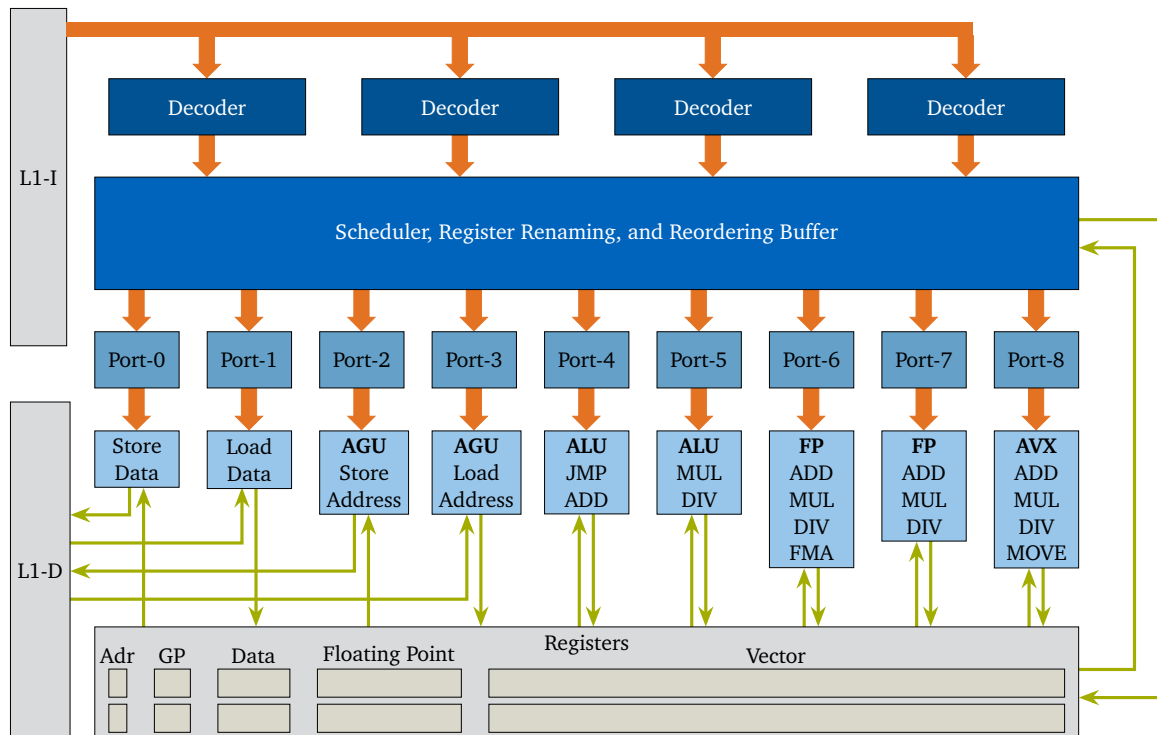 L1-I
Decoder
Decoder
Decoder
Decoder
Scheduler, Register Renaming, and Reordering Buffer
Port-0
Port-1
Port-2
Port-3
Port-4
Port-5
Port-6
Port-7
Port-8
L1-D
Store
Data
Load
Data
AGU
Store
Address
AGU
Load
Address
ALU
JMP
ADD
ALU
MUL
DIV
FP
ADD
MUL
DIV
FMA
FP
ADD
MUL
DIV
AVX
ADD
MUL
DIV
MOVE
Registers
Adr
GP
Data
Floating Point
Vector